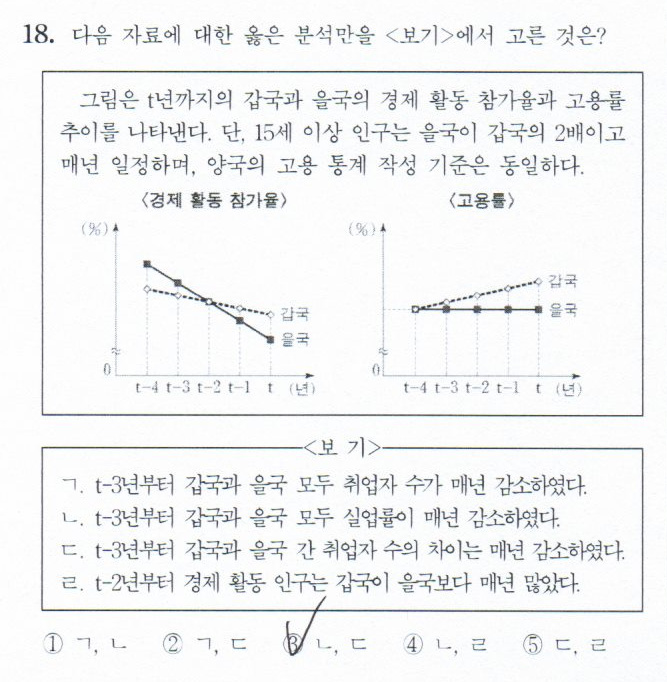 18. 다음 자료에 대한 옳은 분석만을 <보기>에서 고른 것은?
그림은 t년까지의 갑국과 을국의 경제 활동 참가율과 고용률
추이를 나타낸다. 단, 15세 이상 인구는 을국이 갑국의 2배이고
매년 일정하며, 양국의 고용 통계 작성 기준은 동일하다.
<경제 활동 참가율> <고용률>
(%) (%)
갑국 갑국
을국 을국
0 0
t-4 t-3 t-2 t-1 t (년) t-4 t-3 t-2 t-1 t (년)
<보 기>
ㄱ. t-3년부터 갑국과 을국 모두 취업자 수가 매년 감소하였다.
ㄴ. t-3년부터 갑국과 을국 모두 실업률이 매년 감소하였다.
ㄷ. t-3년부터 갑국과 을국 간 취업자 수의 차이는 매년 감소하였다.
ㄹ. t-2년부터 경제 활동 인구는 갑국이 을국보다 매년 많았다.
① ㄱ, ㄴ ② ㄱ, ㄷ ③ ㄴ, ㄷ ④ ㄴ, ㄹ ⑤ ㄷ, ㄹ